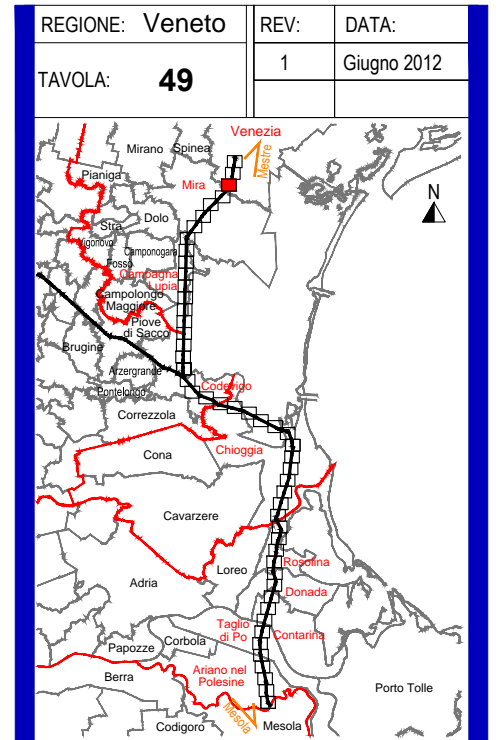 REGIONE: Veneto
REV:
DATA:
TAVOLA: 49
1
Giugno 2012
Venezia
Mirano
Spinea
Mestre
Pianiga
Mira
N
Dolo
Stra
Vigonovo
Camponogara
Fosso
Campagna
Lupia
Campolongo
Maggiore
Piove
di Sacco
Brugine
Arzergrande
Codevigo
Pontelongo
Correzzola
Chioggia
Cona
Cavarzere
Rosolina
Loreo
Adria
Donada
Taglio
di Po
Contarina
Corbola
Papozze
Ariano nel
Polesine
Berra
Porto Tolle
Mesola
Mesola
Codigoro